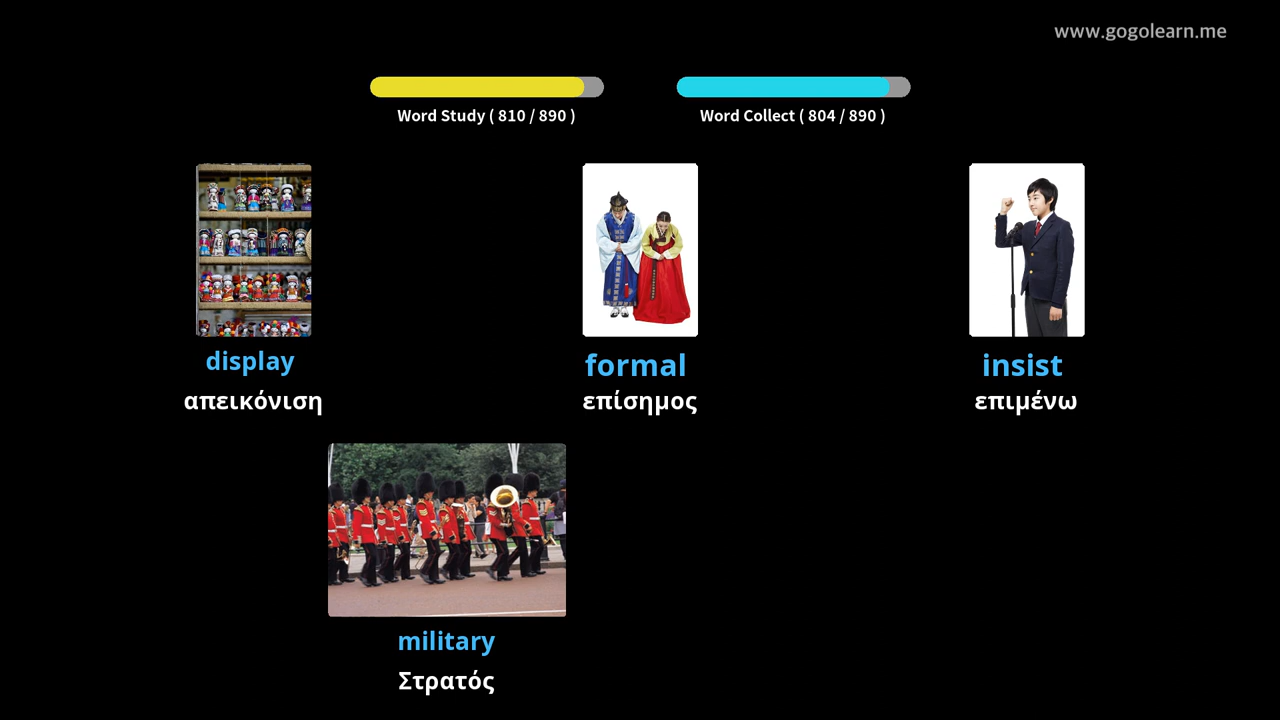 www.gogolearn.me
Word Study ( 810 / 890 )
Word Collect ( 804 / 890 )
display
απεικόνιση
formal
επίσημος
insist
επιμένω
military
Στρατός